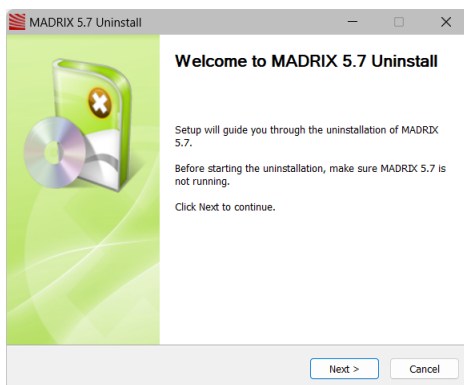 MADRIX 5.7 Uninstall
Welcome to MADRIX 5.7 Uninstall
Setup will guide you through the uninstallation of MADRIX
5.7.
Before starting the uninstallation, make sure MADRIX 5.7 is
not running.
Click Next to continue.
Next >
Cancel